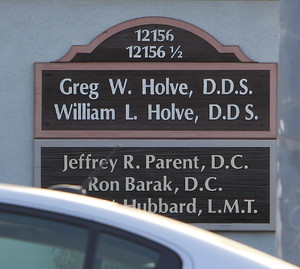 12156
12156 ½
Greg W. Holve, D.D.S.
William L. Holve, D.D S.
Jeffrey R. Parent, D.C.
Ron Barak, D.C.
Hubbard, L.M.T.